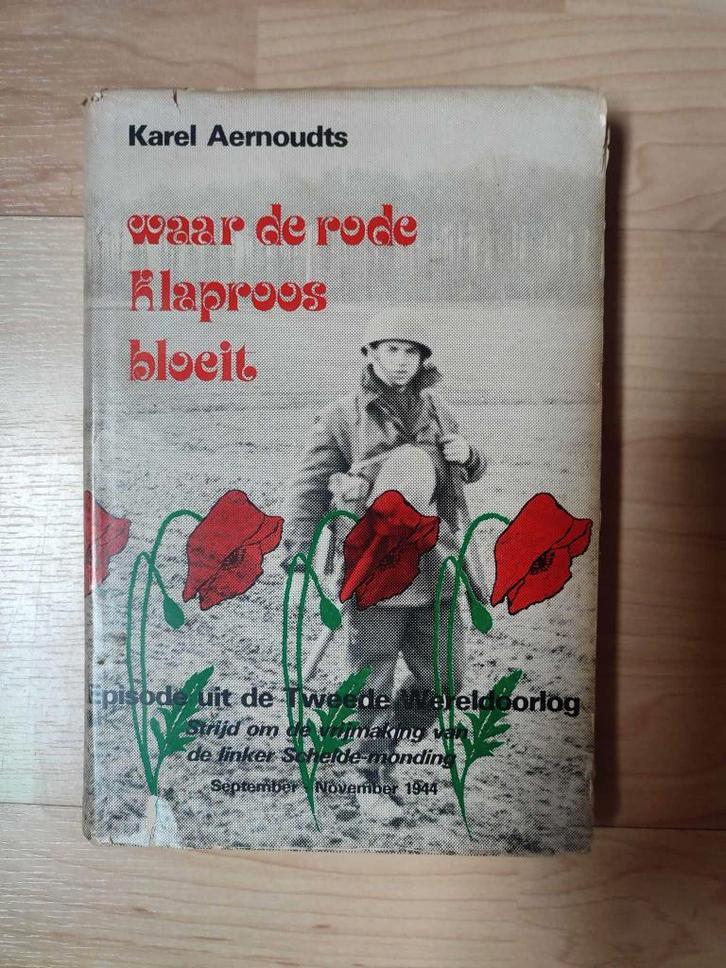 Karel Aernoudts
waar de rode
klaproos
bloeit
Episode uit de Tweede Wereldoorlog
Strijd om de vrijmaking van
de linker Schelde-monding
September - November 1944